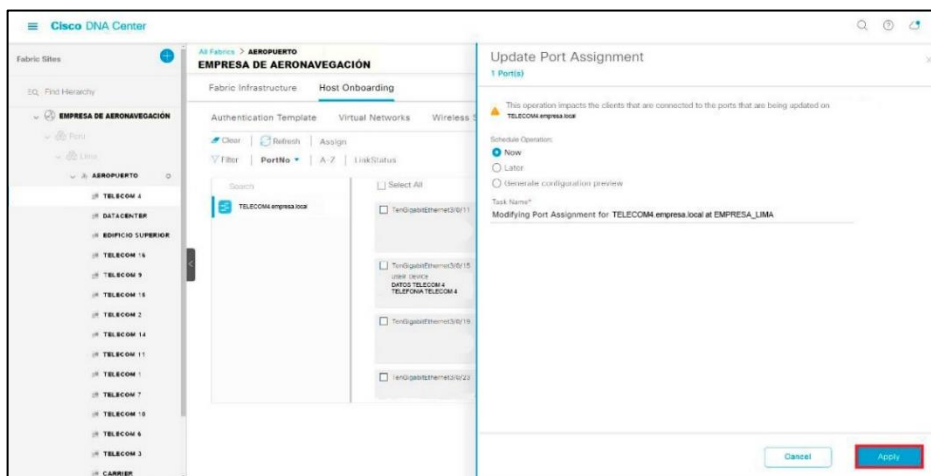 Cisco DNA Center
Fabric Sites
Find Hierarchy
EMPRESA DE AERONAVEGACIÓN
Peru
Lima
AEROPUERTO
TELECOM 4
DATACENTER
EDIFICIO SUPERIOR
TELECOM 16
TELECOM 9
TELECOM 15
TELECOM 2
TELECOM 14
TELECOM 11
TELECOM 1
TELECOM 7
TELECOM 10
TELECOM 6
TELECOM 3
CARRIER
All Fabrics > AEROPUERTO
EMPRESA DE AERONAVEGACIÓN
Fabric Infrastructure Host Onboarding
Authentication Template Virtual Networks Wireless S
Clear Refresh Assign
Filter PortNo A-Z LinkStatus
Search
TELECOM4.empresa.local
Select All
TenGigabitEthernet3/0/11
TenGigabitEthernet3/0/15
USER DEVICE
DATOS TELECOM 4
TELEFONIA TELECOM 4
TenGigabitEthernet3/0/19
TenGigabitEthernet3/0/23
Update Port Assignment
1 Port(s)
This operation impacts the clients that are connected to the ports that are being updated on
TELECOM4.empresa.local
Schedule Operation:
Now
Later
Generate configuration preview
Task Name*
Modifying Port Assignment for TELECOM4.empresa.local at EMPRESA_LIMA
Cancel Apply